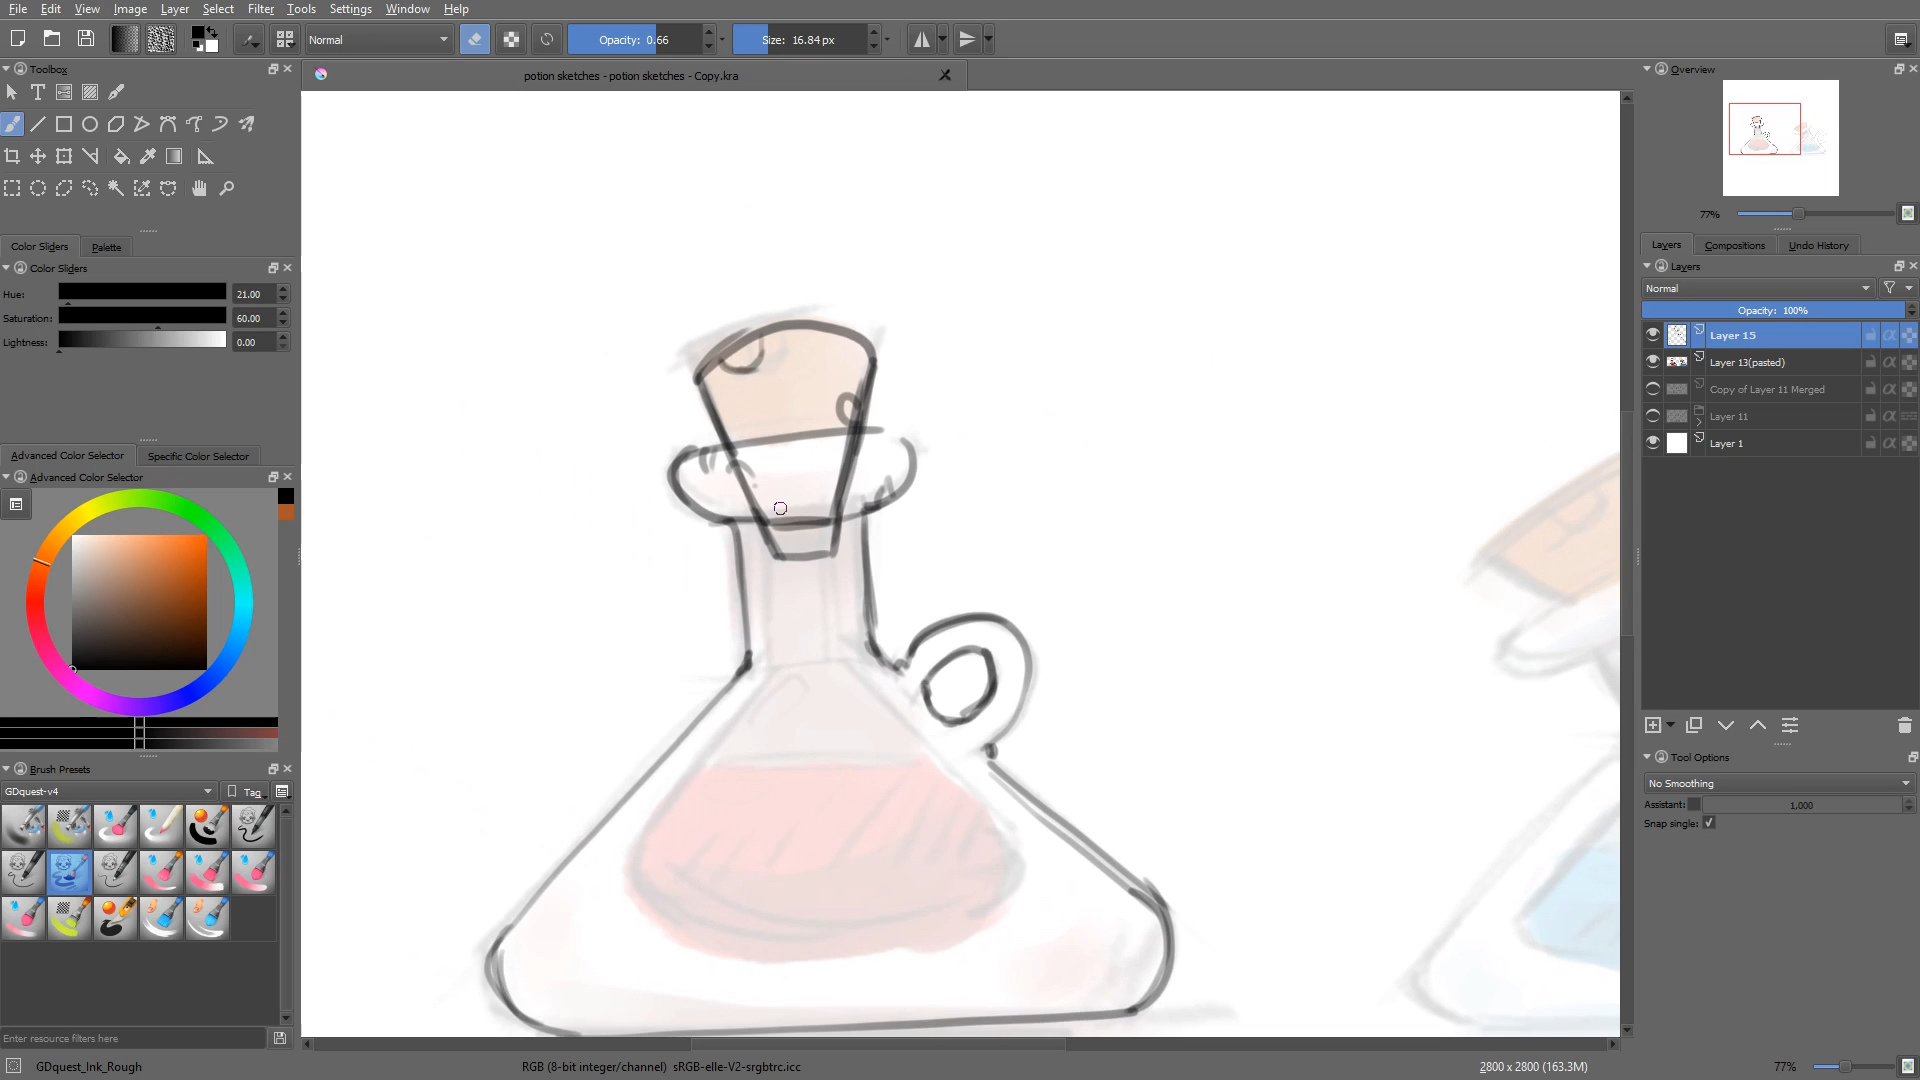 File Edit View Image Layer Select Filter Tools Settings Window Help
Normal
Opacity: 0.66
Size: 16.84 px
Toolbox
potion sketches - potion sketches - Copy.kra
Overview
77%
Color Sliders Palette
Color Sliders
Hue: 21.00
Saturation: 60.00
Lightness: 0.00
Advanced Color Selector Specific Color Selector
Advanced Color Selector
Brush Presets
GDquest-v4
Tag
Enter resource filters here
GDquest_Ink_Rough
RGB (8-bit integer/channel) sRGB-elle-V2-srgbtrc.icc
2800 x 2800 (163.3M)
77%
Layers Compositions Undo History
Layers
Normal
Opacity: 100%
Layer 15
Layer 13(pasted)
Copy of Layer 11 Merged
Layer 11
Layer 1
Tool Options
No Smoothing
Assistant: 1,000
Snap single: